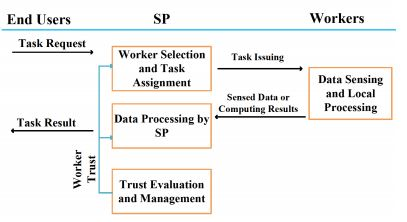 End Users
SP
Workers
Task Request
Worker Selection
and Task
Assignment
Task Issuing
Data Sensing
and Local
Processing
Sensed Data or
Computing Results
Task Result
Data Processing by
SP
Worker
Trust
Trust Evaluation
and Management